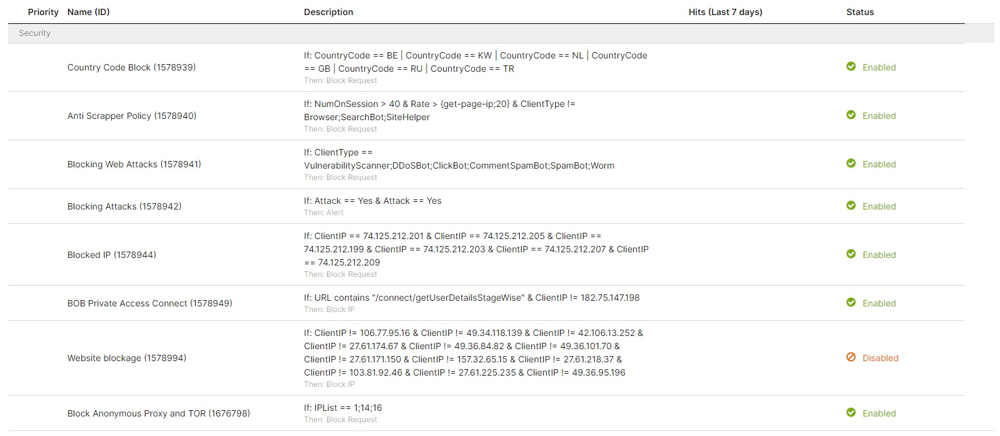 Priority Name (ID) Description Hits (Last 7 days) Status
Security
Country Code Block (1578939)
If: CountryCode == BE | CountryCode == KW | CountryCode == NL | CountryCode
== GB | CountryCode == RU | CountryCode == TR
Then: Block Request
Enabled
Anti Scrapper Policy (1578940)
If: NumOnSession > 40 & Rate > {get-page-ip;20} & ClientType !=
Browser;SearchBot;SiteHelper
Then: Block Request
Enabled
Blocking Web Attacks (1578941)
If: ClientType ==
VulnerabilityScanner;DDoSBot;ClickBot;CommentSpamBot;SpamBot;Worm
Then: Block Request
Enabled
Blocking Attacks (1578942)
If: Attack == Yes & Attack == Yes
Then: Alert
Enabled
Blocked IP (1578944)
If: ClientIP == 74.125.212.201 & ClientIP == 74.125.212.205 & ClientIP ==
74.125.212.199 & ClientIP == 74.125.212.203 & ClientIP == 74.125.212.207 & ClientIP
== 74.125.212.209
Then: Block Request
Enabled
BOB Private Access Connect (1578949)
If: URL contains "/connect/getUserDetailsStageWise" & ClientIP != 182.75.147.198
Then: Block IP
Enabled
Website blockage (1578994)
If: ClientIP != 106.77.95.16 & ClientIP != 49.34.118.139 & ClientIP != 42.106.13.252 &
ClientIP != 27.61.174.67 & ClientIP != 49.36.84.82 & ClientIP != 49.36.101.70 &
ClientIP != 27.61.171.150 & ClientIP != 157.32.65.15 & ClientIP != 27.61.218.37 &
ClientIP != 103.81.92.46 & ClientIP != 27.61.225.235 & ClientIP != 49.36.95.196
Then: Block IP
Disabled
Block Anonymous Proxy and TOR (1676798)
If: IPList == 1;14;16
Then: Block Request
Enabled